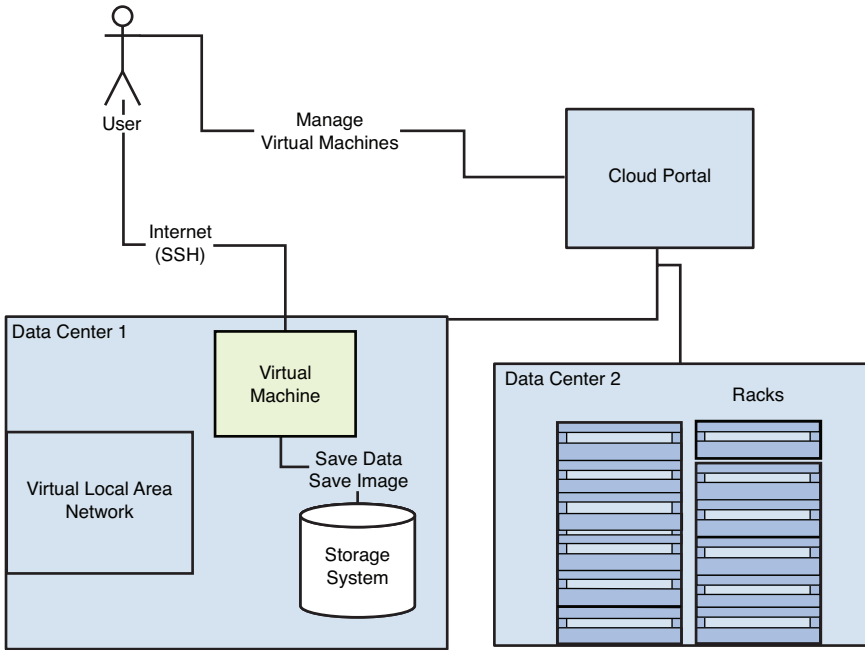 User
Manage
Virtual Machines
Cloud Portal
Internet
(SSH)
Data Center 1
Virtual
Machine
Data Center 2
Racks
Save Data
Save Image
Virtual Local Area
Network
Storage
System